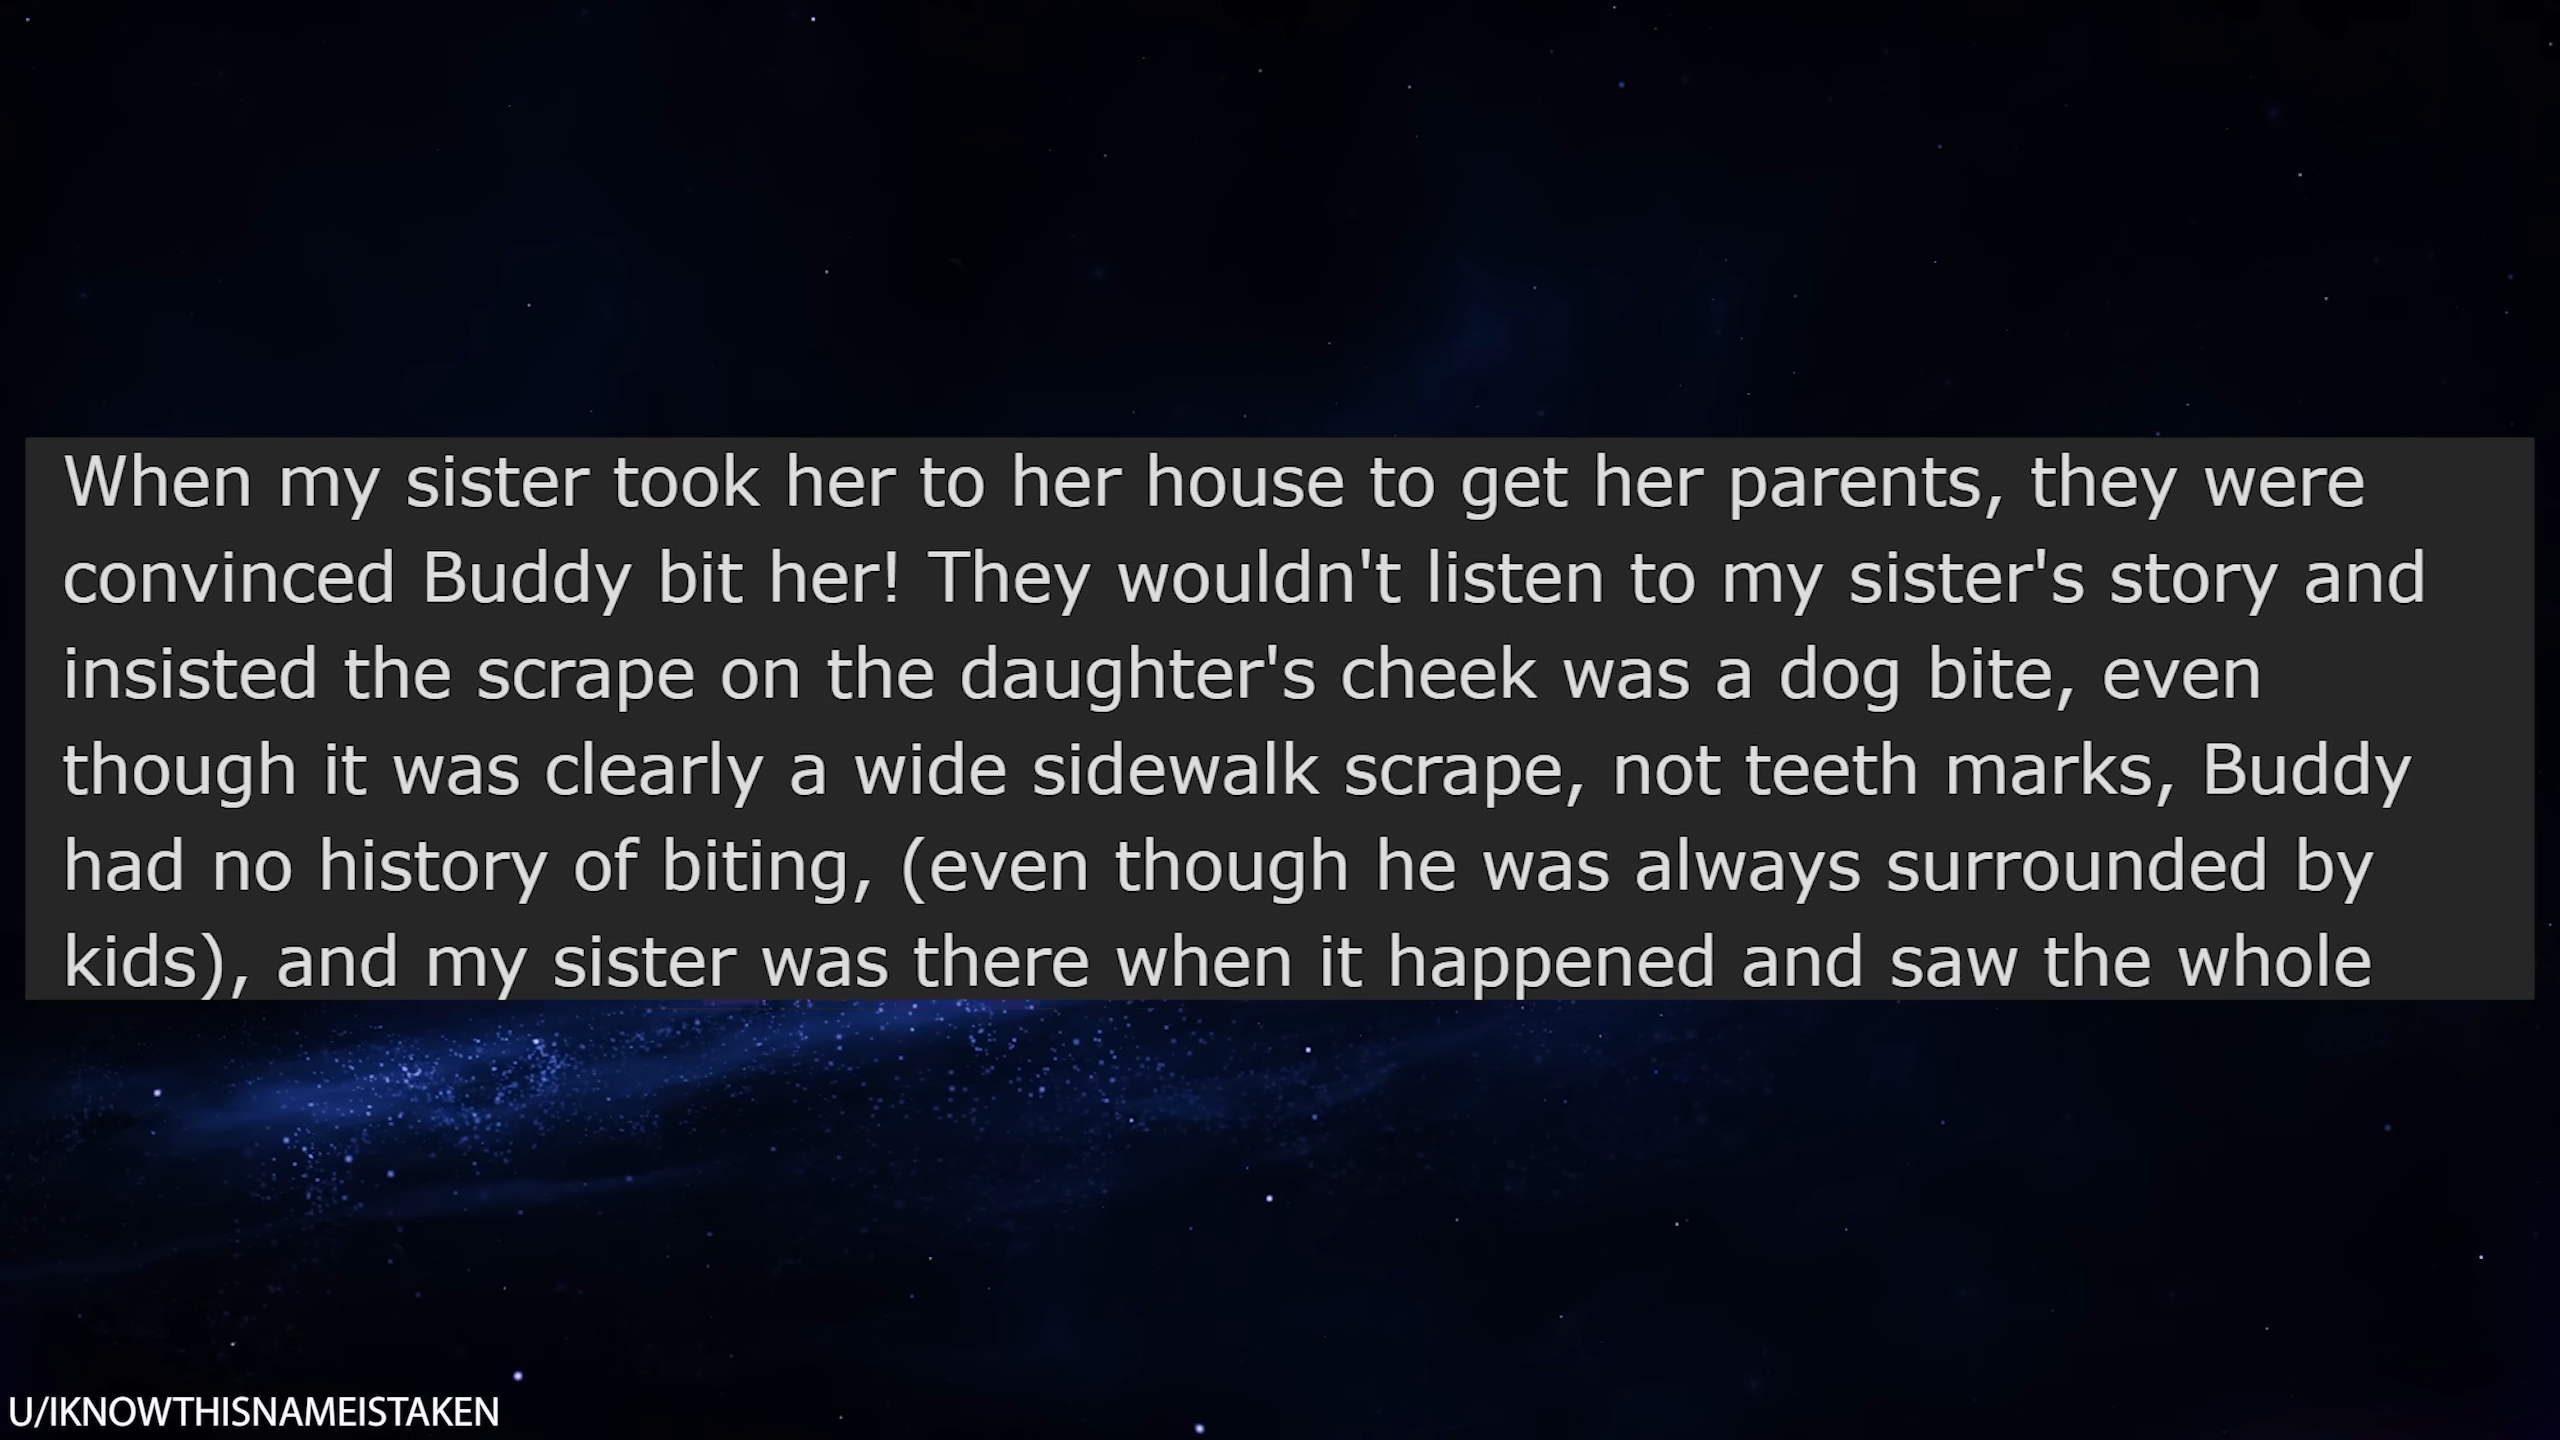 When my sister took her to her house to get her parents, they were
convinced Buddy bit her! They wouldn't listen to my sister's story and
insisted the scrape on the daughter's cheek was a dog bite, even
though it was clearly a wide sidewalk scrape, not teeth marks, Buddy
had no history of biting, (even though he was always surrounded by
kids), and my sister was there when it happened and saw the whole
U/IKNOWTHISNAMEISTAKEN